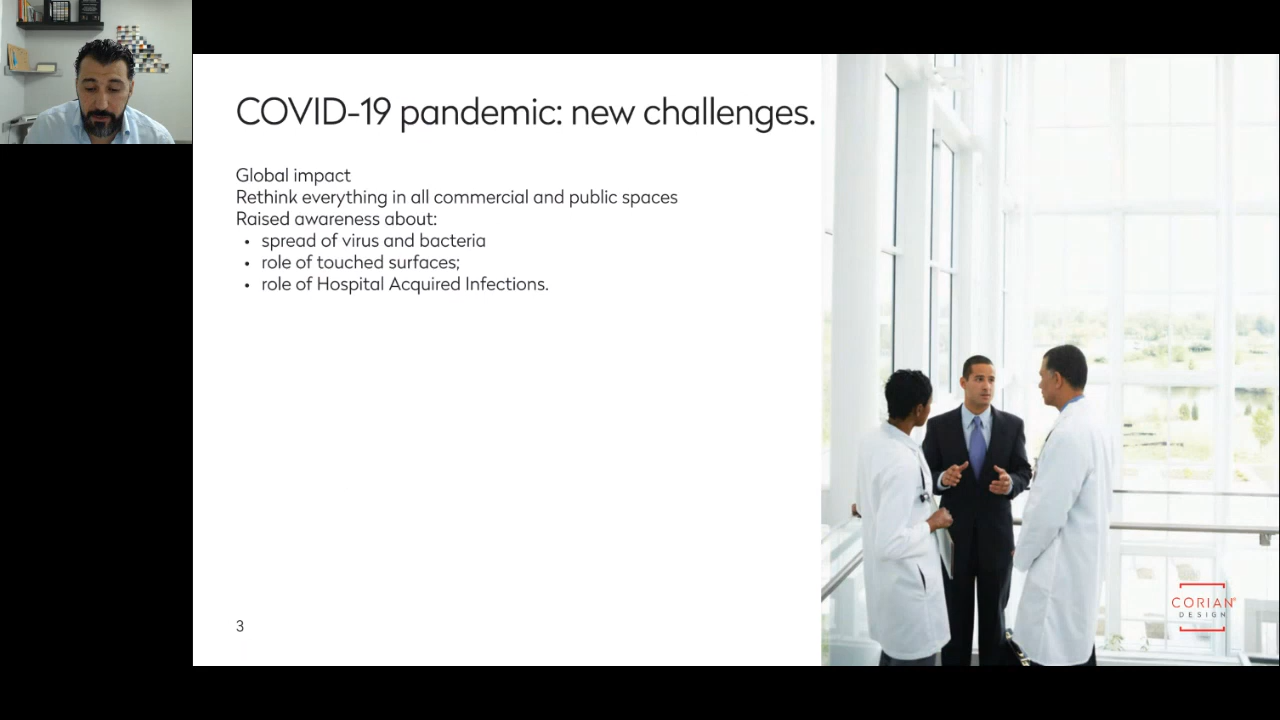 COVID-19 pandemic: new challenges.
Global impact
Rethink everything in all commercial and public spaces
Raised awareness about:
• spread of virus and bacteria
• role of touched surfaces;
• role of Hospital Acquired Infections.
3
CORIAN®
DESIGN